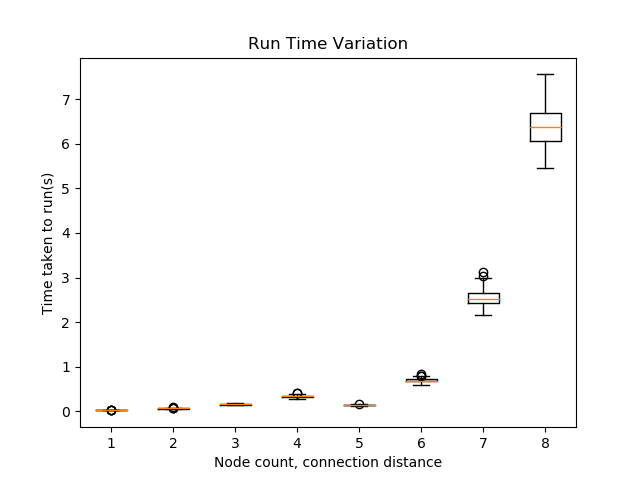 Run Time Variation
Time taken to run(s)
7
6
5
4
3
2
1
0
1 2 3 4 5 6 7 8
Node count, connection distance